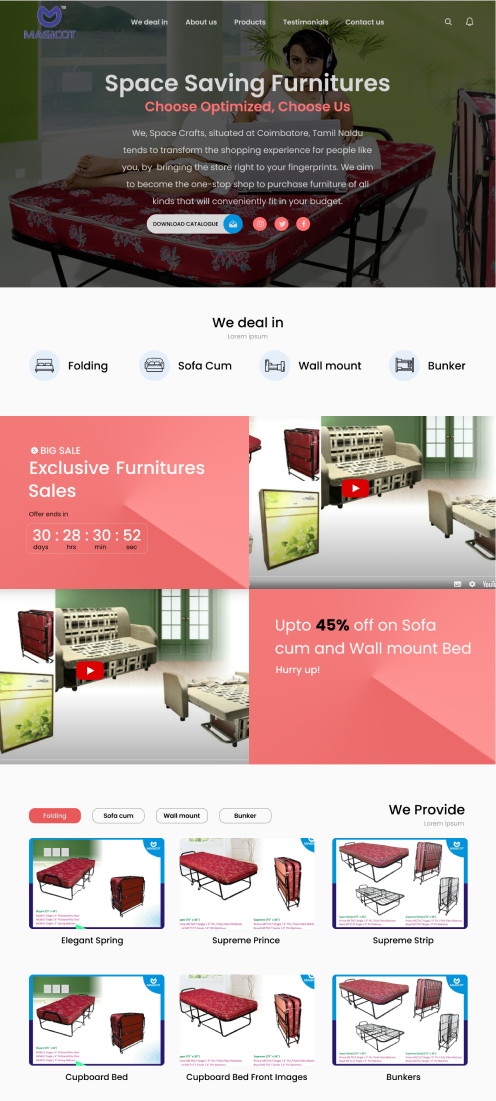 MAGICOT
TM
We deal in
About us
Products
Testimonials
Contact us
Space Saving Furnitures
Choose Optimized, Choose Us
We, Space Crafts, situated at Coimbatore, Tamil Nadu
tends to transform the shopping experience for people like
you, by bringing the store right to your fingerprints. We aim
to become the one-stop shop to purchase furniture of all
kinds that will conveniently fit in your budget.
DOWNLOAD CATALOGUE
We deal in
Lorem ipsum
Folding
Sofa Cum
Wall mount
Bunker
BIG SALE
Exclusive Furnitures
Sales
Offer ends in
30 : 28 : 30 : 52
days hrs min sec
YouT
Upto 45% off on Sofa
cum and Wall mount Bed
Hurry up!
Folding
Sofa cum
Wall mount
Bunker
We Provide
Lorem ipsum
Elegant Spring
Supreme Prince
Supreme Strip
Cupboard Bed
Cupboard Bed Front Images
Bunkers